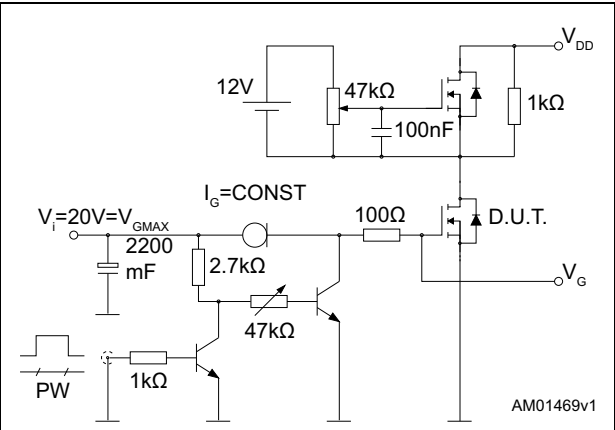 V_DD
12V
47kΩ
1kΩ
100nF
I_G=CONST
V_i=20V=V_GMAX
100Ω
D.U.T.
2200
mF
2.7kΩ
V_G
47kΩ
1kΩ
PW
AM01469v1